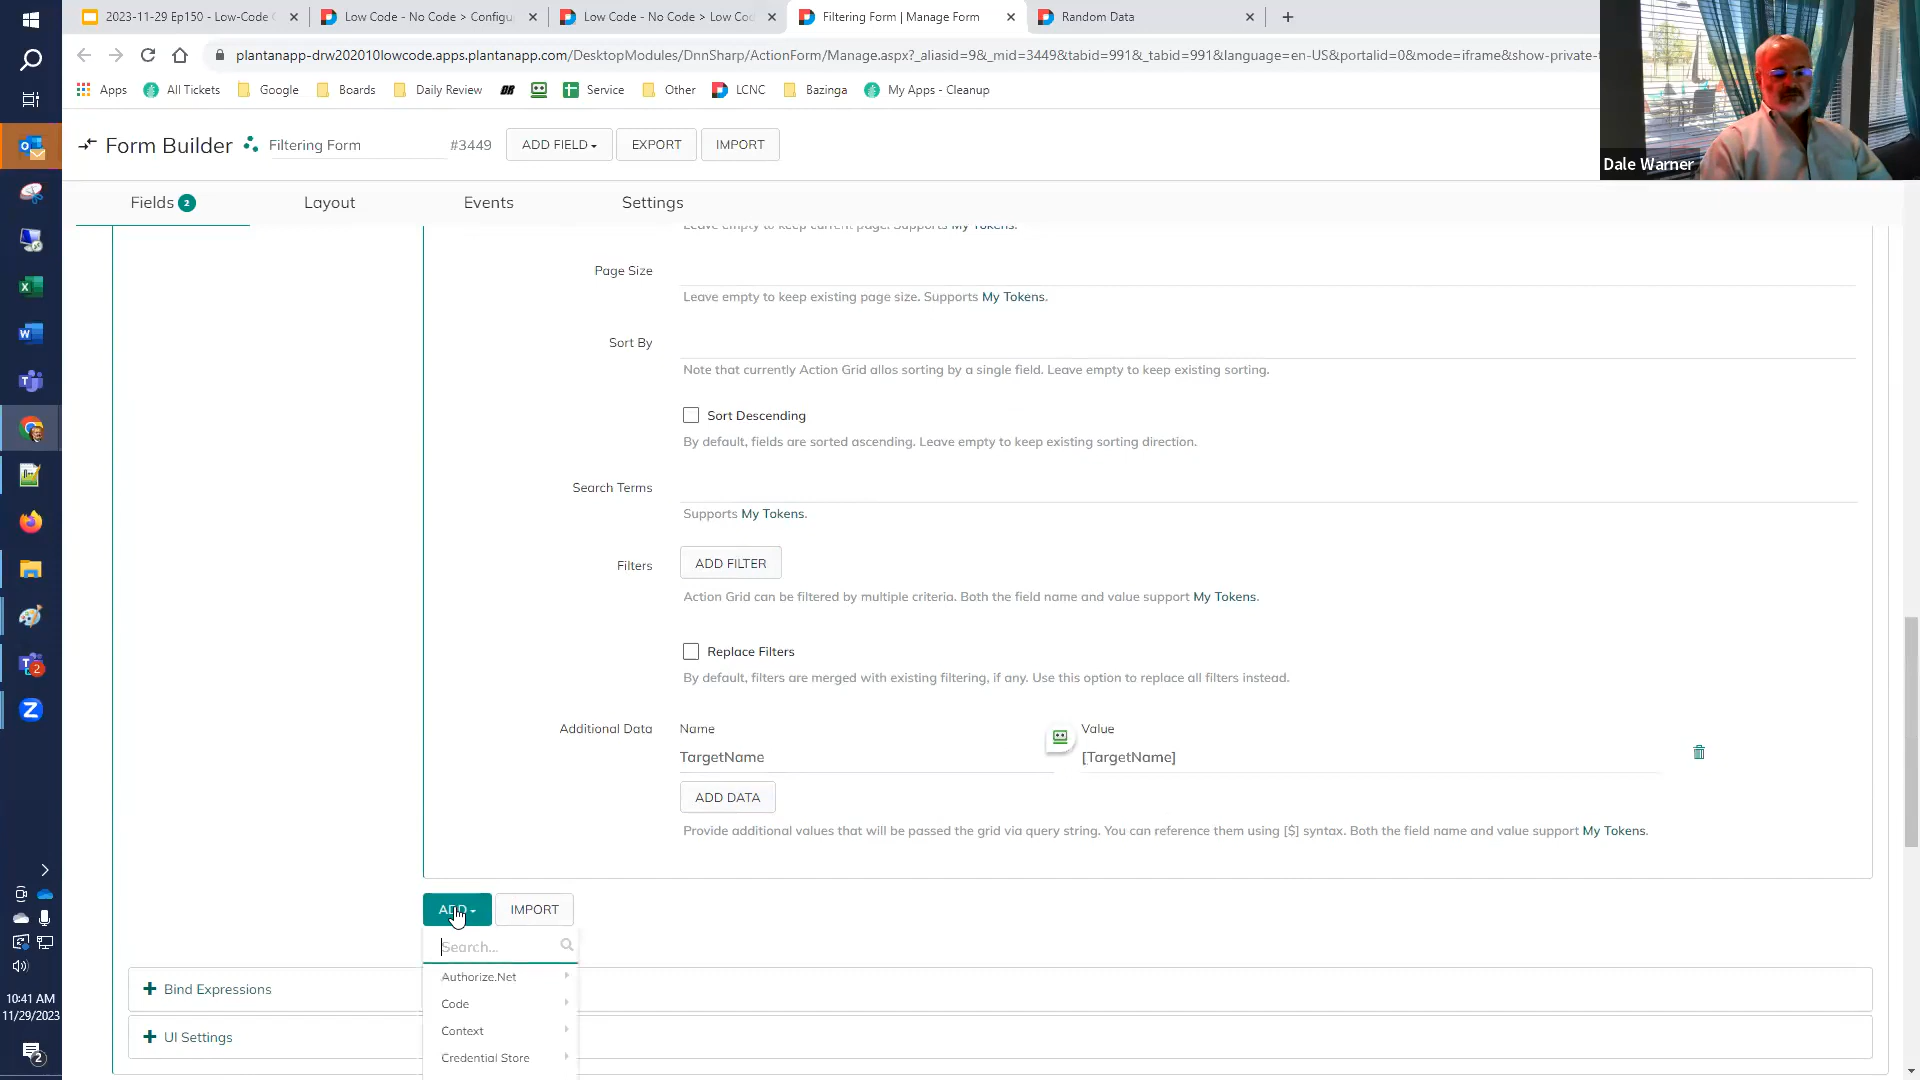 2023-11-29 Ep150 - Low-Code
Low Code - No Code > Configu
Low Code - No Code > Low Co
Filtering Form | Manage Form
Random Data
plantanapp-drw202010lowcode.apps.plantanapp.com/DesktopModules/DnnSharp/ActionForm/Manage.aspx?_aliasid=9&_mid=3449&tabid=991&_tabid=991&language=en-US&portalid=0&mode=iframe&show-private-
Apps
All Tickets
Google
Boards
Daily Review
Service
Other
LCNC
Bazinga
My Apps - Cleanup
Dale Warner
Form Builder
Filtering Form
#3449
ADD FIELD
EXPORT
IMPORT
Fields 2
Layout
Events
Settings
Leave empty to keep current page. Supports My Tokens.
Page Size
Leave empty to keep existing page size. Supports My Tokens.
Sort By
Note that currently Action Grid allos sorting by a single field. Leave empty to keep existing sorting.
Sort Descending
By default, fields are sorted ascending. Leave empty to keep existing sorting direction.
Search Terms
Supports My Tokens.
Filters
ADD FILTER
Action Grid can be filtered by multiple criteria. Both the field name and value support My Tokens.
Replace Filters
By default, filters are merged with existing filtering, if any. Use this option to replace all filters instead.
Additional Data
Name
Value
TargetName
[TargetName]
ADD DATA
Provide additional values that will be passed the grid via query string. You can reference them using [$] syntax. Both the field name and value support My Tokens.
ADD
IMPORT
Search...
Authorize.Net
Code
Context
Credential Store
Bind Expressions
UI Settings
10:41 AM
11/29/2023
2
2